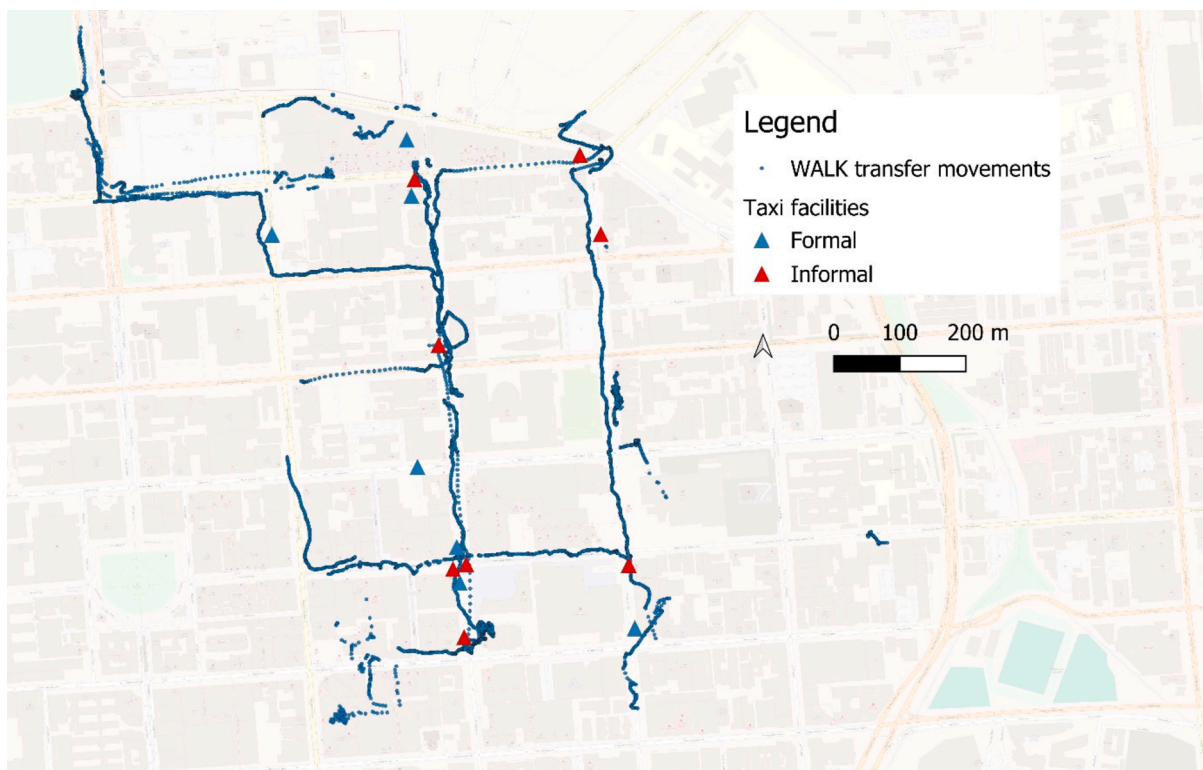 Legend
WALK transfer movements
Taxi facilities
Formal
Informal
0 100 200 m